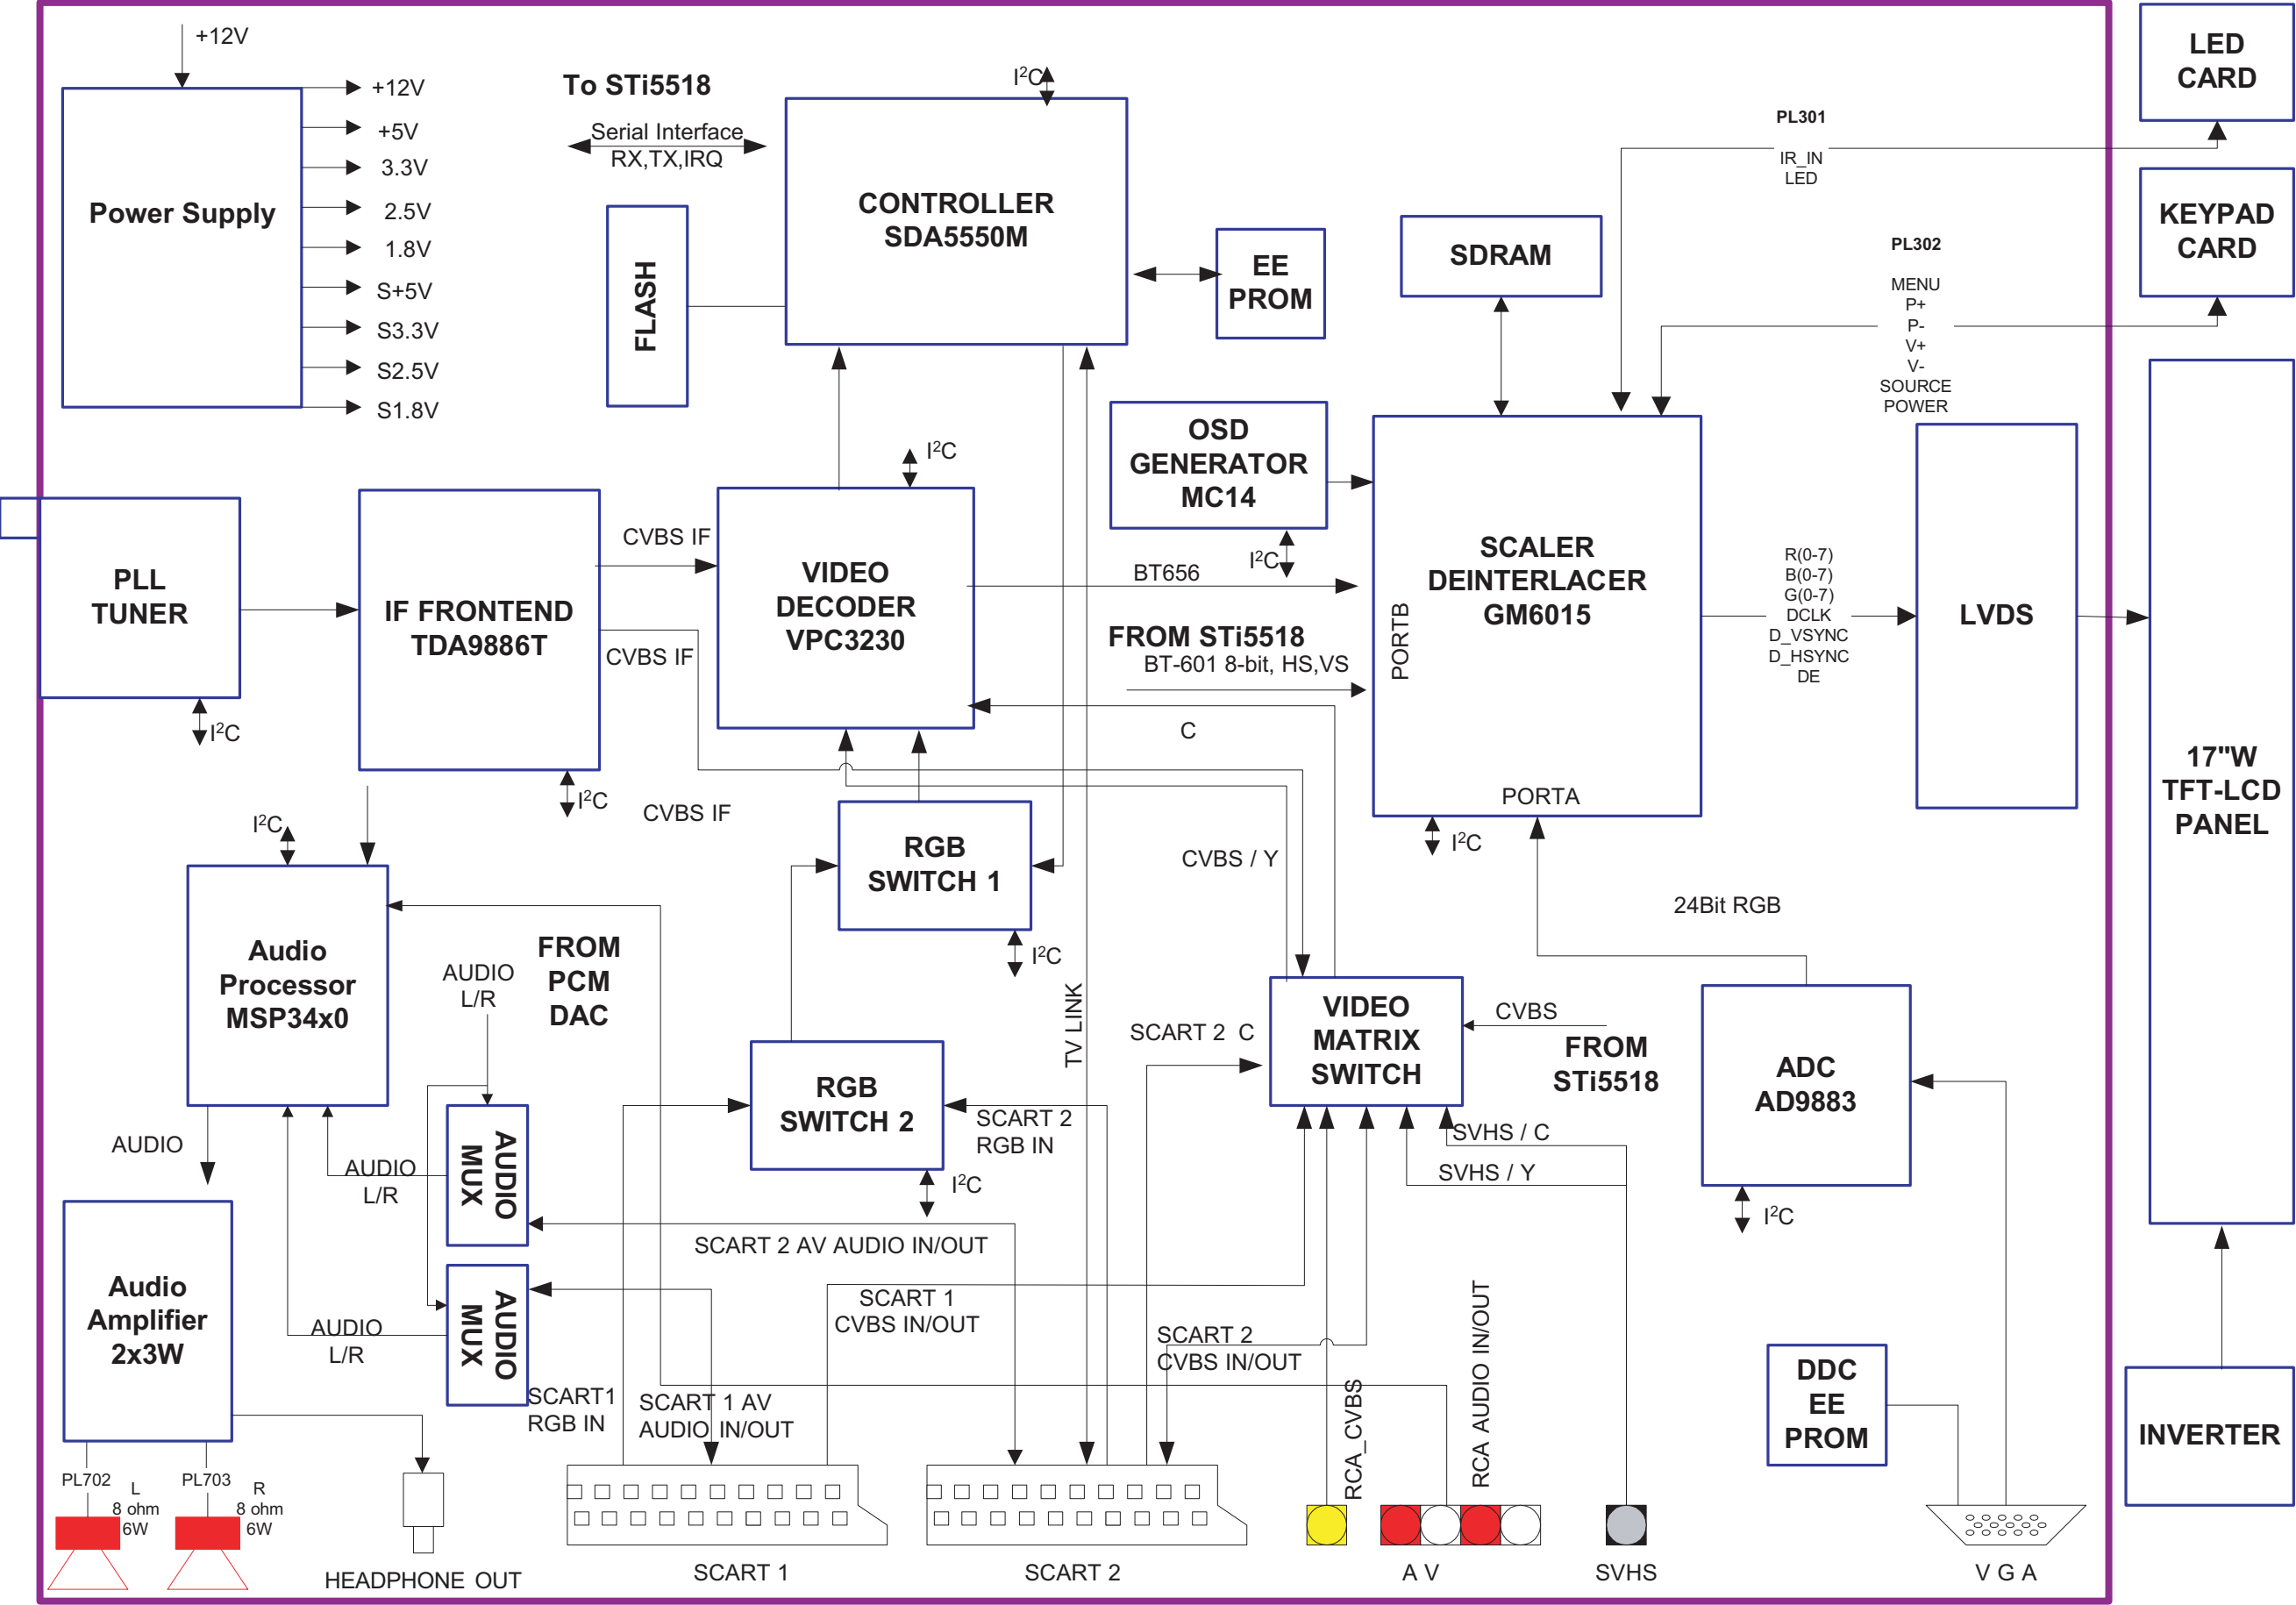 +12V
Power Supply
+12V
+5V
3.3V
2.5V
1.8V
S+5V
S3.3V
S2.5V
S1.8V
To STi5518
Serial Interface
RX,TX,IRQ
FLASH
I²C
CONTROLLER
SDA5550M
EE
PROM
SDRAM
PL301
IR_IN
LED
PL302
MENU
P+
P-
V+
V-
SOURCE
POWER
LED
CARD
KEYPAD
CARD
PLL
TUNER
I²C
IF FRONTEND
TDA9886T
I²C
CVBS IF
CVBS IF
CVBS IF
I²C
VIDEO
DECODER
VPC3230
OSD
GENERATOR
MC14
I²C
BT656
FROM STi5518
BT-601 8-bit, HS,VS
C
PORTB
SCALER
DEINTERLACER
GM6015
PORTA
I²C
R(0-7)
B(0-7)
G(0-7)
DCLK
D_VSYNC
D_HSYNC
DE
LVDS
17"W
TFT-LCD
PANEL
INVERTER
I²C
Audio
Processor
MSP34x0
AUDIO
L/R
FROM
PCM
DAC
RGB
SWITCH 1
I²C
CVBS / Y
24Bit RGB
TV LINK
RGB
SWITCH 2
I²C
SCART 2
RGB IN
SCART 2 C
VIDEO
MATRIX
SWITCH
CVBS
FROM
STi5518
SVHS / C
SVHS / Y
ADC
AD9883
I²C
AUDIO
AUDIO
L/R
AUDIO
MUX
SCART 2 AV AUDIO IN/OUT
Audio
Amplifier
2x3W
AUDIO
L/R
AUDIO
MUX
SCART1
RGB IN
SCART 1 AV
AUDIO IN/OUT
SCART 1
CVBS IN/OUT
SCART 2
CVBS IN/OUT
RCA_CVBS
RCA AUDIO IN/OUT
DDC
EE
PROM
PL702
L
8 ohm
6W
PL703
R
8 ohm
6W
HEADPHONE OUT
SCART 1
SCART 2
A V
SVHS
V G A